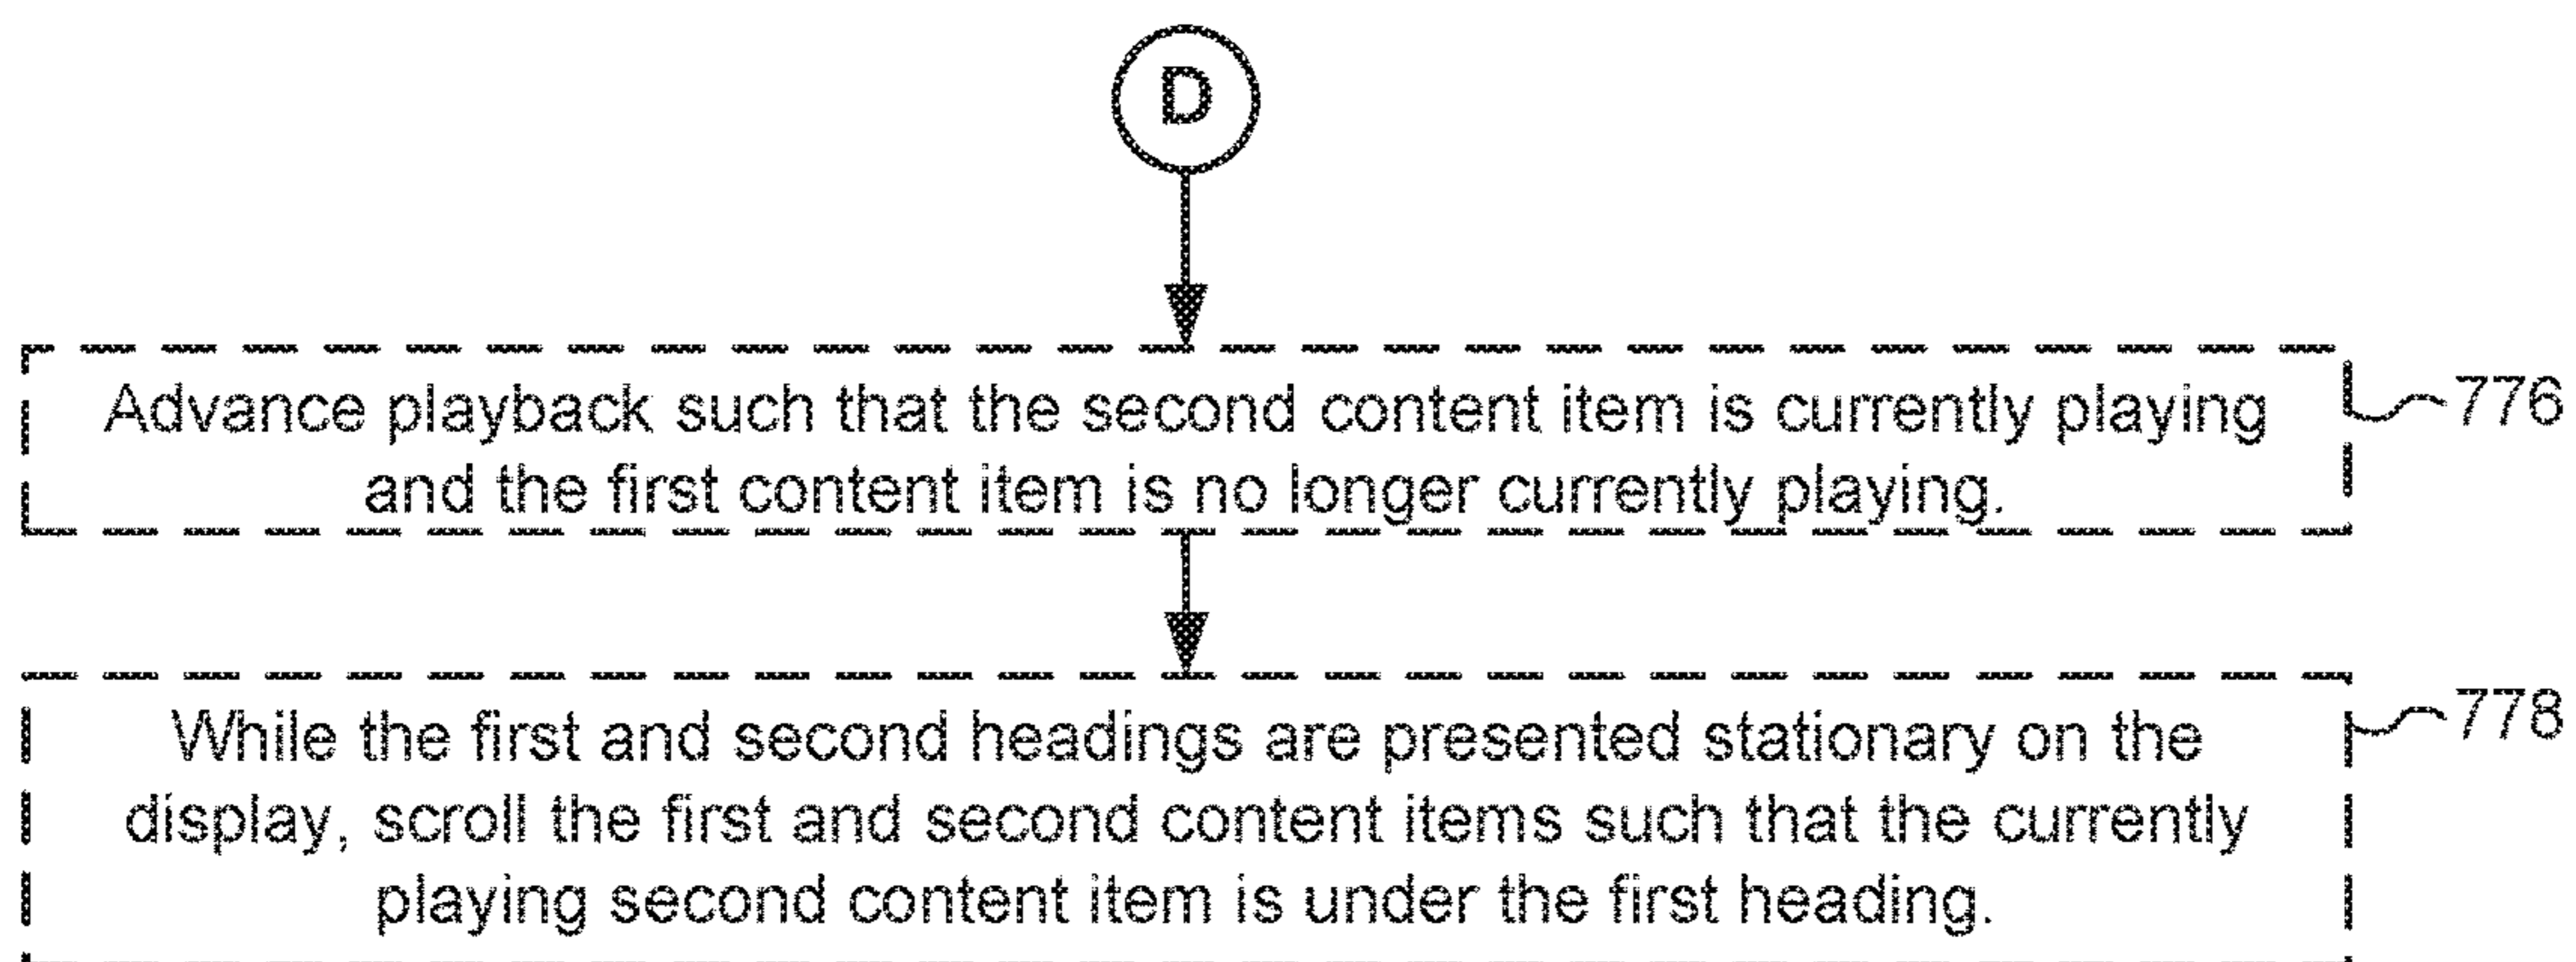 D
Advance playback such that the second content item is currently playing 776
and the first content item is no longer currently playing.
While the first and second headings are presented stationary on the 778
display, scroll the first and second content items such that the currently
playing second content item is under the first heading.